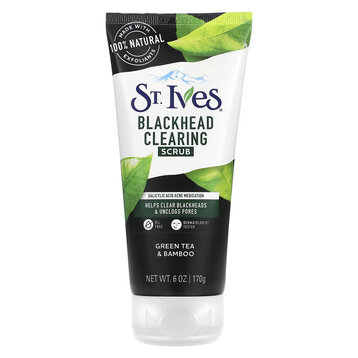 MADE WITH
100% NATURAL
EXFOLIANTS
ST. IVES®
BLACKHEAD
CLEARING
SCRUB
SALICYLIC ACID ACNE MEDICATION
HELPS CLEAR BLACKHEADS
& UNCLOGS PORES
OIL FREE
DERMATOLOGIST TESTED
GREEN TEA
& BAMBOO
NET WT. 6 OZ | 170g